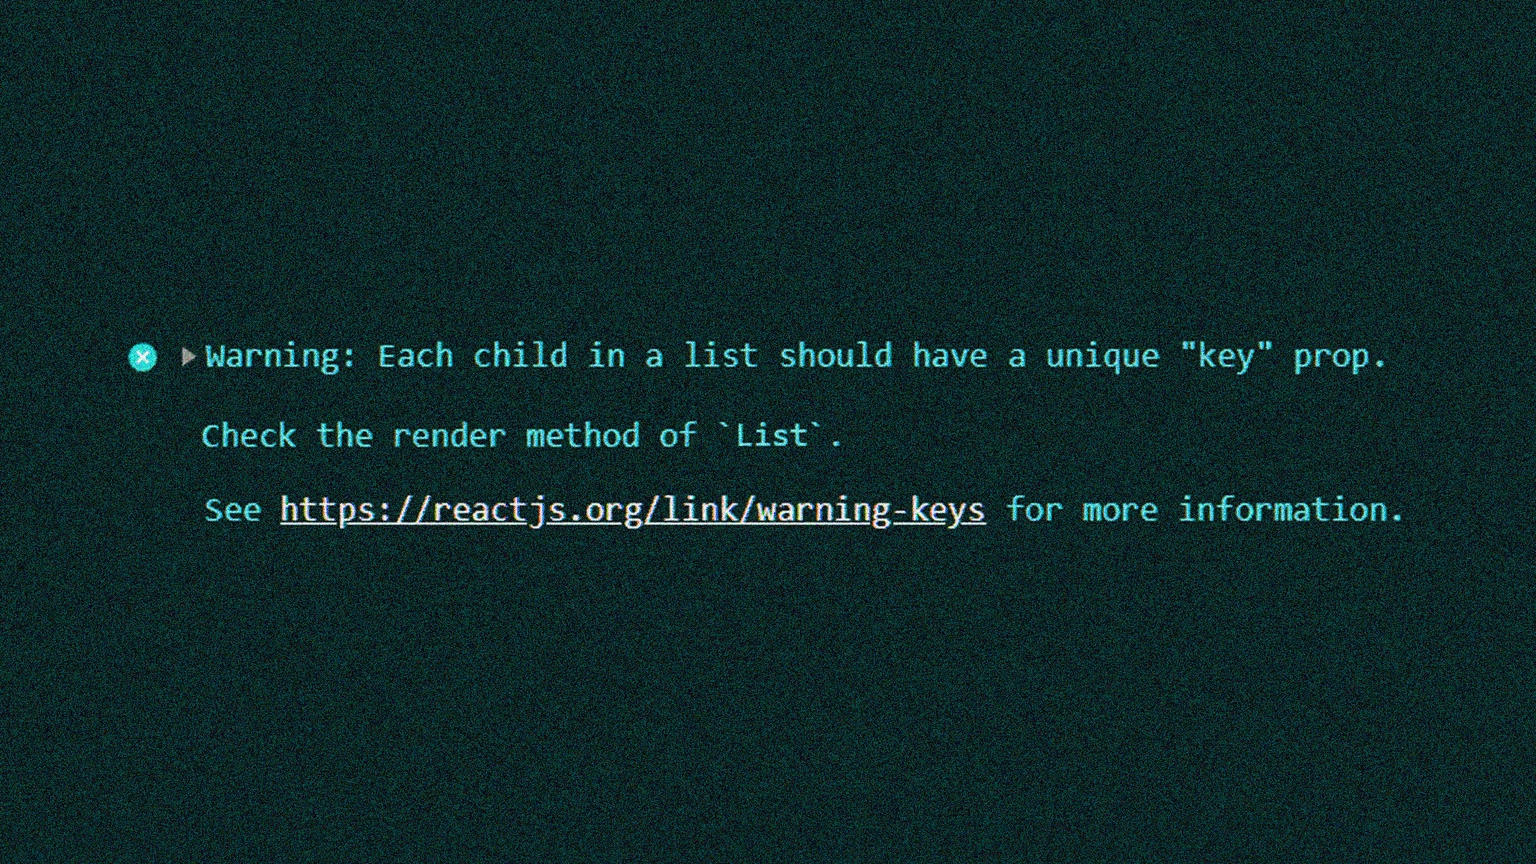 Warning: Each child in a list should have a unique "key" prop.
Check the render method of `List`.
See https://reactjs.org/link/warning-keys for more information.